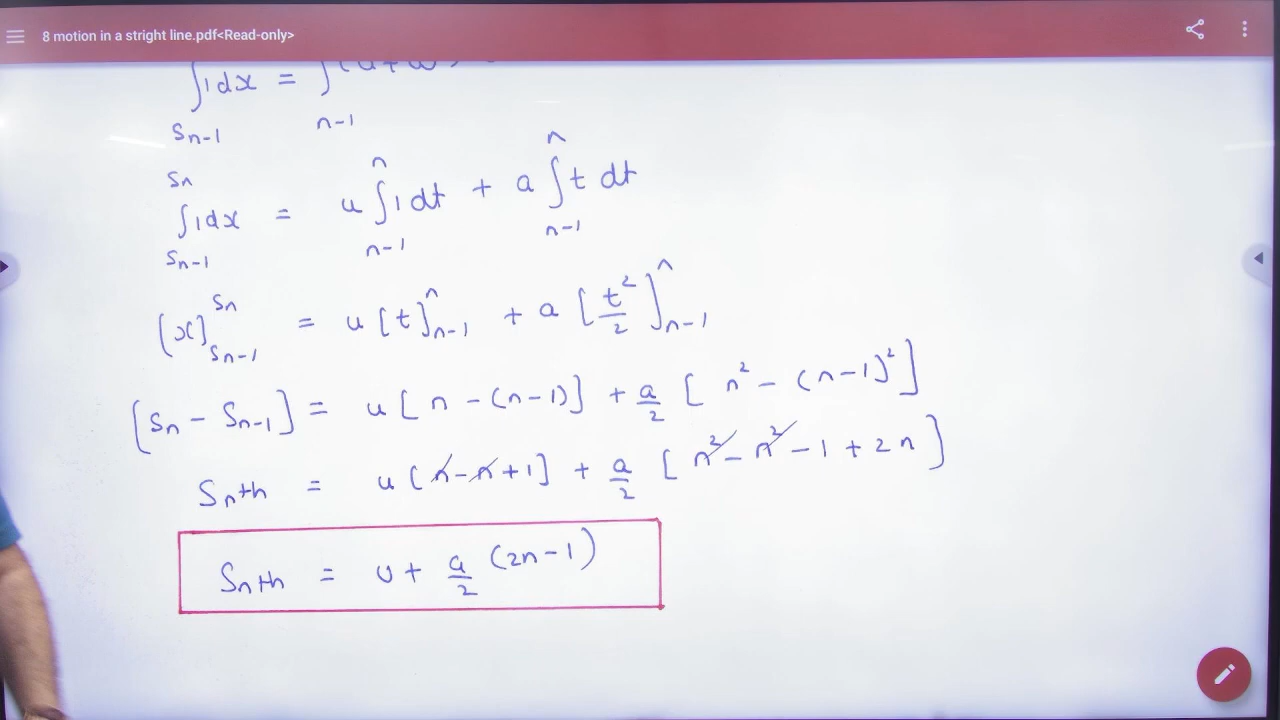 8 motion in a stright line.pdf<Read-only>
∫1dx = ∫(u+
Sn-1 n-1
Sn n n
∫1dx = u ∫1dt + a ∫t dt
Sn-1 n-1 n-1
[x]_{Sn-1}^{Sn} = u [t]_{n-1}^{n} + a [t²/2]_{n-1}^{n}
[Sn - Sn-1] = u [n - (n-1)] + a/2 [n² - (n-1)²]
Snth = u [n-n+1] + a/2 [n² - n² - 1 + 2n]
Snth = u + a/2 (2n-1)